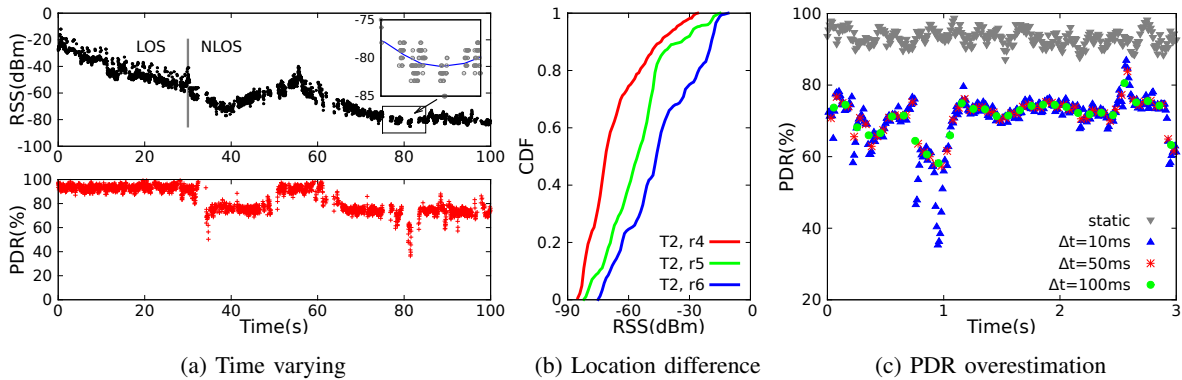 RSS(dBm)
0
-20
-40
-60
-80
-100
LOS
NLOS
-75
-80
-85
0
20
40
60
80
100
PDR(%)
100
80
60
40
20
0
0
20
40
60
80
100
Time(s)
(a) Time varying
CDF
1
0.8
0.6
0.4
0.2
0
T2, r4
T2, r5
T2, r6
-90
-60
-30
0
RSS(dBm)
(b) Location difference
PDR(%)
100
80
60
40
20
static
Δt=10ms
Δt=50ms
Δt=100ms
0
1
2
3
Time(s)
(c) PDR overestimation